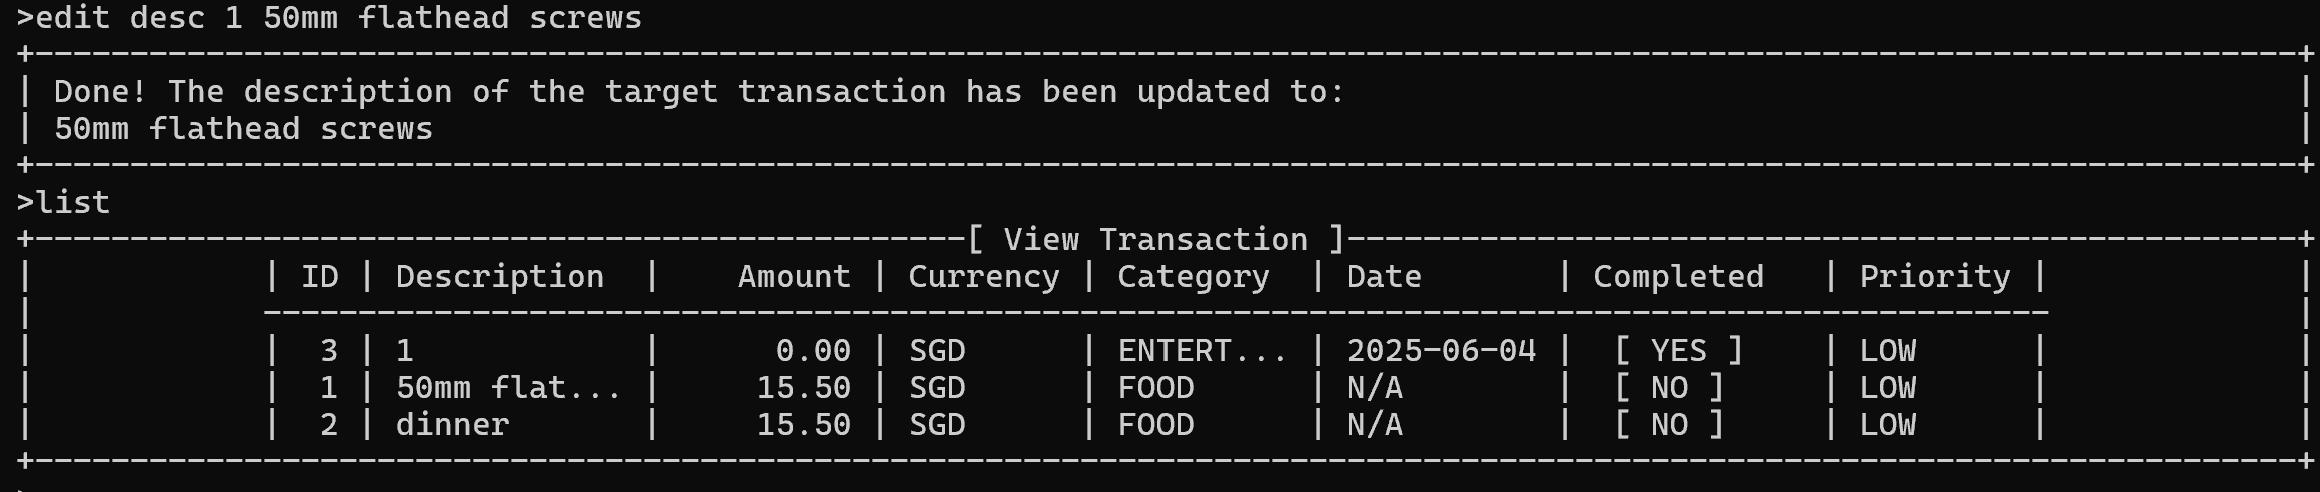 >edit desc 1 50mm flathead screws
+------------------------------------------------------------------------------------------------------------------------+
| Done! The description of the target transaction has been updated to:                                                   |
| 50mm flathead screws                                                                                                   |
+------------------------------------------------------------------------------------------------------------------------+
>list
+-------------------------------------------------[ View Transaction ]---------------------------------------------------+
|            | ID | Description  |    Amount | Currency | Category  | Date       | Completed   | Priority |             |
|            ----------------------------------------------------------------------------------------------             |
|            |  3 | 1            |      0.00 | SGD      | ENTERT... | 2025-06-04 |  [ YES ]    | LOW      |             |
|            |  1 | 50mm flat... |     15.50 | SGD      | FOOD      | N/A        |  [ NO ]     | LOW      |             |
|            |  2 | dinner       |     15.50 | SGD      | FOOD      | N/A        |  [ NO ]     | LOW      |             |
+------------------------------------------------------------------------------------------------------------------------+